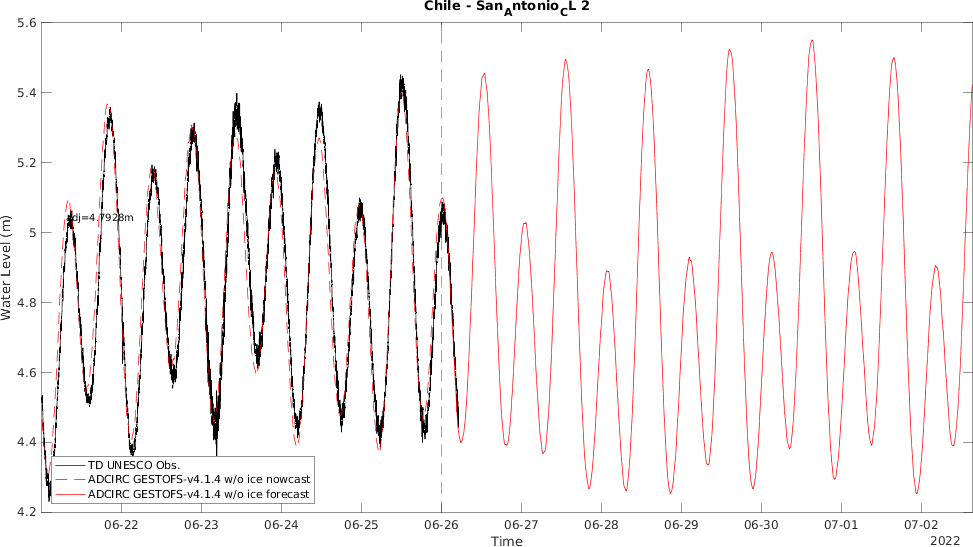 Chile - SanAntonioCL 2
5.6
5.4
5.2
5
4.8
4.6
4.4
4.2
Water Level (m)
dj=4.7928m
TD UNESCO Obs.
ADCIRC GESTOFS-v4.1.4 w/o ice nowcast
ADCIRC GESTOFS-v4.1.4 w/o ice forecast
06-22 06-23 06-24 06-25 06-26 06-27 06-28 06-29 06-30 07-01 07-02
Time
2022